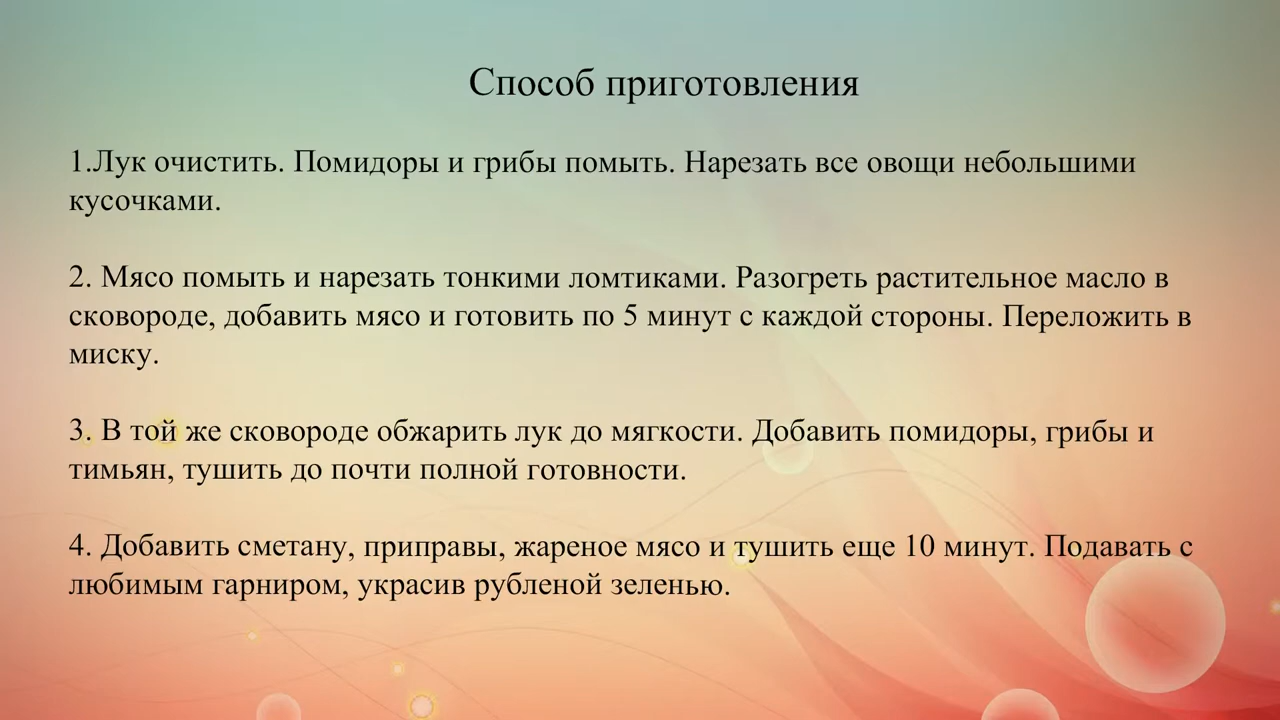 Способ приготовления
1.Лук очистить. Помидоры и грибы помыть. Нарезать все овощи небольшими
кусочками.
2. Мясо помыть и нарезать тонкими ломтиками. Разогреть растительное масло в
сковороде, добавить мясо и готовить по 5 минут с каждой стороны. Переложить в
миску.
3. В той же сковороде обжарить лук до мягкости. Добавить помидоры, грибы и
тимьян, тушить до почти полной готовности.
4. Добавить сметану, приправы, жареное мясо и тушить еще 10 минут. Подавать с
любимым гарниром, украсив рубленой зеленью.